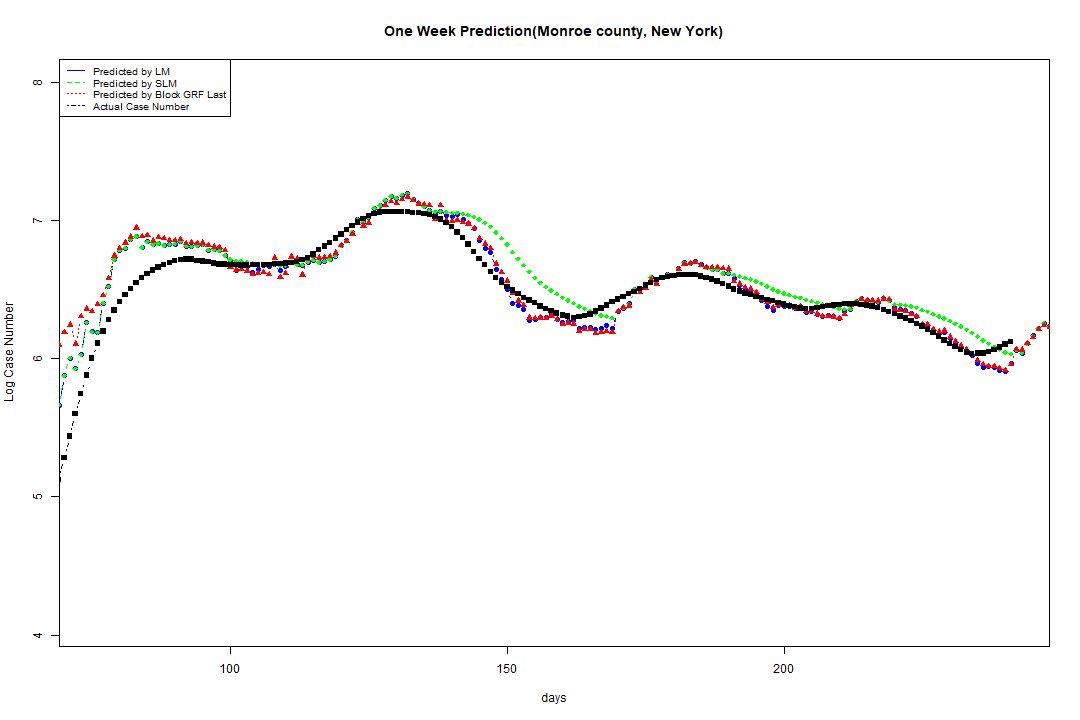 One Week Prediction(Monroe county, New York)
Predicted by LM
Predicted by SLM
Predicted by Block GRF Last
Actual Case Number
8
7
6
5
4
Log Case Number
100 150 200
days